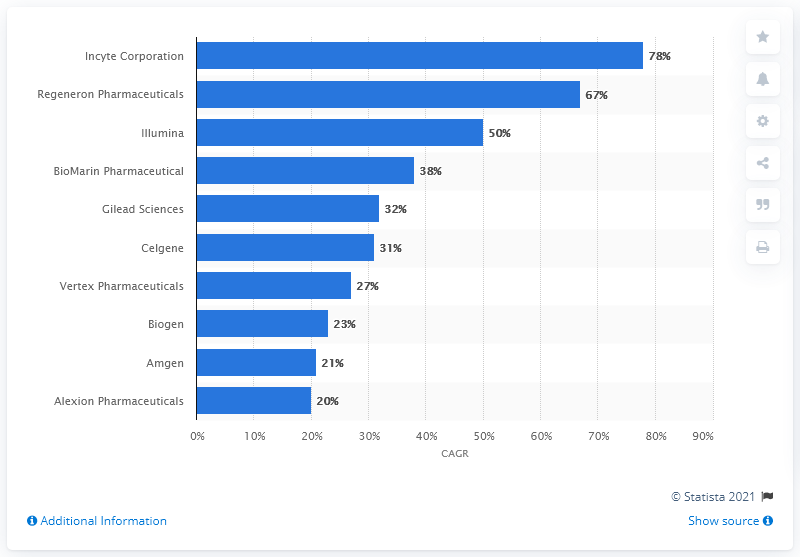 Incyte Corporation 78%
Regeneron Pharmaceuticals 67%
Illumina 50%
BioMarin Pharmaceutical 38%
Gilead Sciences 32%
Celgene 31%
Vertex Pharmaceuticals 27%
Biogen 23%
Amgen 21%
Alexion Pharmaceuticals 20%
0% 10% 20% 30% 40% 50% 60% 70% 80% 90%
CAGR
© Statista 2021
Additional Information Show source